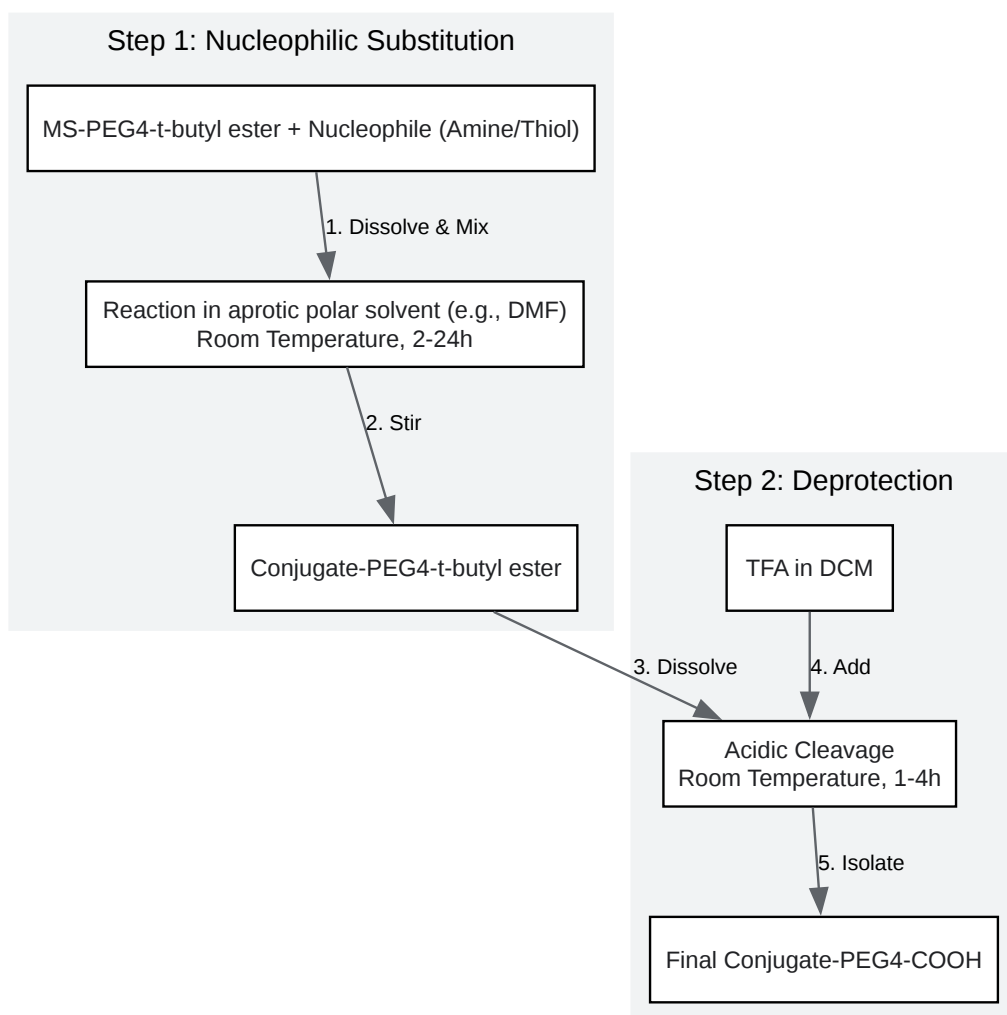 Step 1: Nucleophilic Substitution
MS-PEG4-t-butyl ester + Nucleophile (Amine/Thiol)
1. Dissolve & Mix
Reaction in aprotic polar solvent (e.g., DMF)
Room Temperature, 2-24h
2. Stir
Conjugate-PEG4-t-butyl ester
Step 2: Deprotection
TFA in DCM
3. Dissolve
4. Add
Acidic Cleavage
Room Temperature, 1-4h
5. Isolate
Final Conjugate-PEG4-COOH